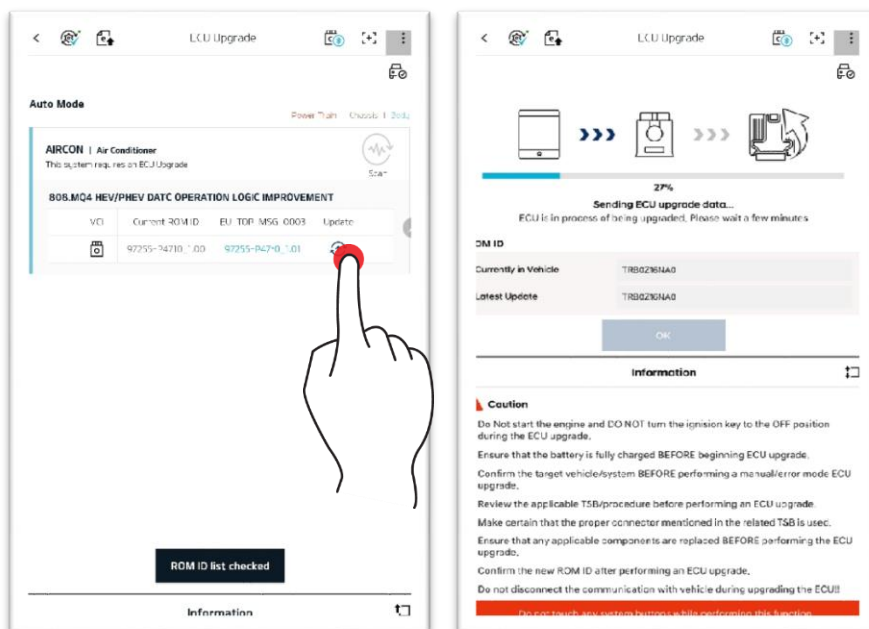 ECU Upgrade
Auto Mode
Power Train Chassis | Body
AIRCON | Air Conditioner
This system requires an ECU Upgrade
Scan
808.MQ4 HEV/PHEV DATC OPERATION LOGIC IMPROVEMENT
VCI Current ROM ID Update
ROM ID list checked
Information
ECU Upgrade
27%
Sending ECU upgrade data...
ECU is in process of being upgraded. Please wait a few minutes
OM ID
Currently in Vehicle
Latest Update
OK
Information
Caution
Do Not start the engine and DO NOT turn the ignision key to the OFF position
during the ECU upgrade.
Ensure that the battery is fully charged BEFORE beginning ECU upgrade.
Confirm the target vehicle/system BEFORE performing a manual/error mode ECU
upgrade.
Review the applicable TSB/procedure before performing an ECU upgrade.
Make certain that the proper connector mentioned in the related TSB is used.
Ensure that any applicable components are replaced BEFORE performing the ECU
upgrade.
Confirm the new ROM ID after performing an ECU upgrade.
Do not disconnect the communication with vehicle during upgrading the ECU!!
Do not touch any system buttons while performing this function